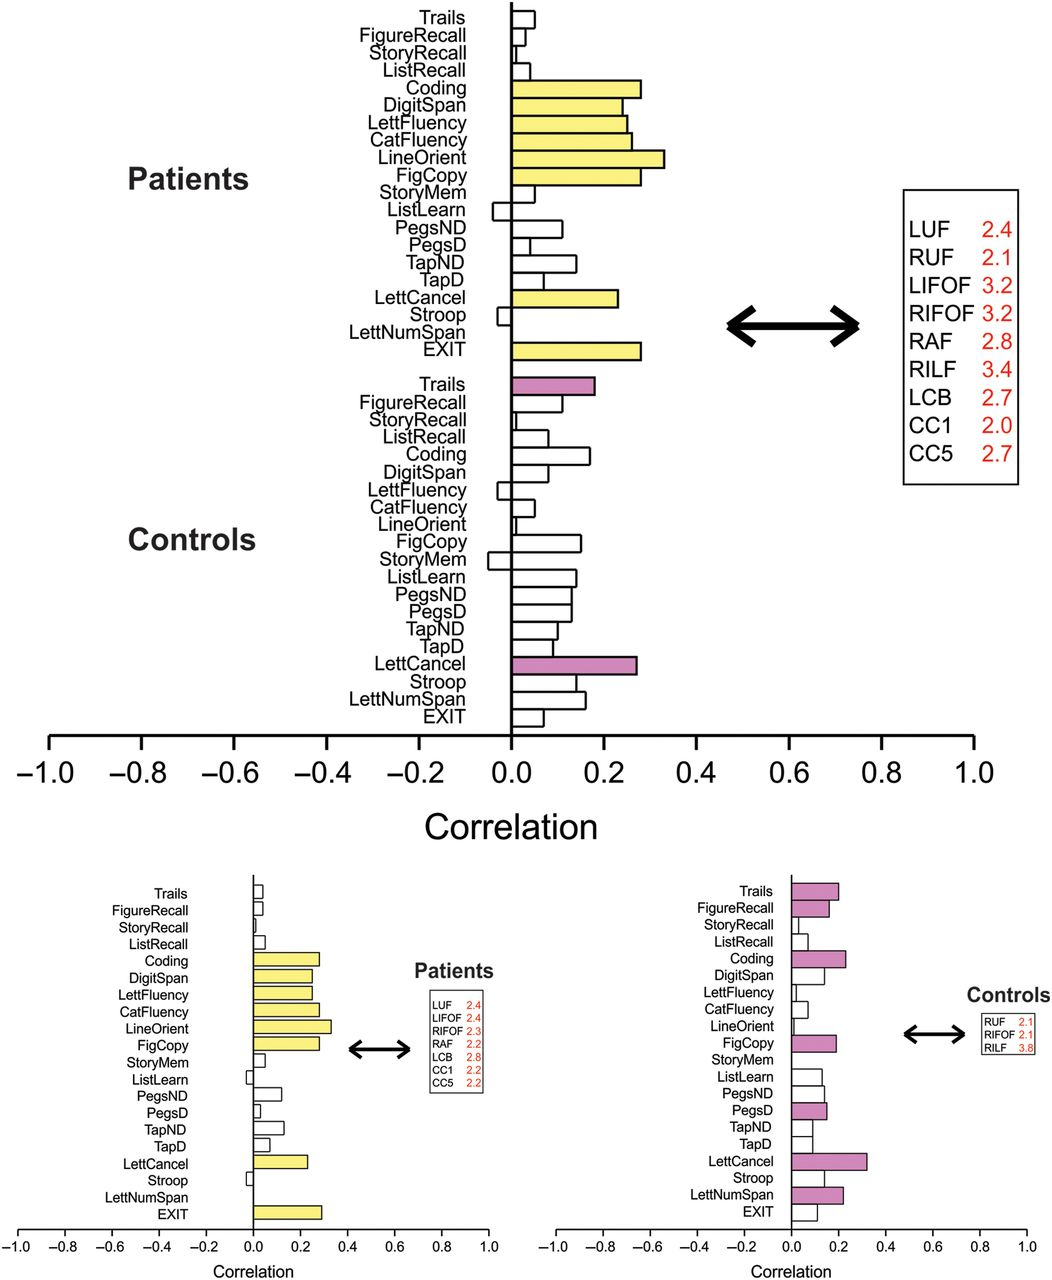 Trails
FigureRecall
StoryRecall
ListRecall
Coding
DigitSpan
LettFluency
CatFluency
LineOrient
FigCopy
StoryMem
ListLearn
PegsND
PegsD
TapND
TapD
LettCancel
Stroop
LettNumSpan
EXIT
Patients
Trails
FigureRecall
StoryRecall
ListRecall
Coding
DigitSpan
LettFluency
CatFluency
LineOrient
FigCopy
StoryMem
ListLearn
PegsND
PegsD
TapND
TapD
LettCancel
Stroop
LettNumSpan
EXIT
Controls
LUF 2.4
RUF 2.1
LIFOF 3.2
RIFOF 3.2
RAF 2.8
RILF 3.4
LCB 2.7
CC1 2.0
CC5 2.7
−1.0 −0.8 −0.6 −0.4 −0.2 0.0 0.2 0.4 0.6 0.8 1.0
Correlation
Trails
FigureRecall
StoryRecall
ListRecall
Coding
DigitSpan
LettFluency
CatFluency
LineOrient
FigCopy
StoryMem
ListLearn
PegsND
PegsD
TapND
TapD
LettCancel
Stroop
LettNumSpan
EXIT
Patients
LUF 2.4
LIFOF 2.4
RIFOF 2.3
RAF 2.2
LCB 2.8
CC1 2.2
CC5 2.2
−1.0 −0.8 −0.6 −0.4 −0.2 0.0 0.2 0.4 0.6 0.8 1.0
Correlation
Trails
FigureRecall
StoryRecall
ListRecall
Coding
DigitSpan
LettFluency
CatFluency
LineOrient
FigCopy
StoryMem
ListLearn
PegsND
PegsD
TapND
TapD
LettCancel
Stroop
LettNumSpan
EXIT
Controls
RUF 2.1
RIFOF 2.1
RILF 3.8
−1.0 −0.8 −0.6 −0.4 −0.2 0.0 0.2 0.4 0.6 0.8 1.0
Correlation